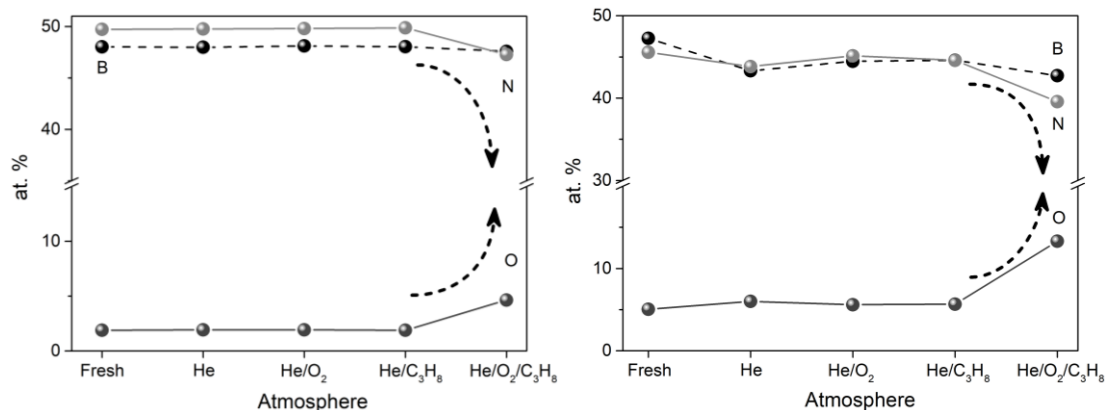 50
40
10
0
at. %
B
N
O
Fresh
He
He/O₂
He/C₃H₈
He/O₂/C₃H₈
Atmosphere
50
40
30
10
0
at. %
B
N
O
Fresh
He
He/O₂
He/C₃H₈
He/O₂/C₃H₈
Atmosphere